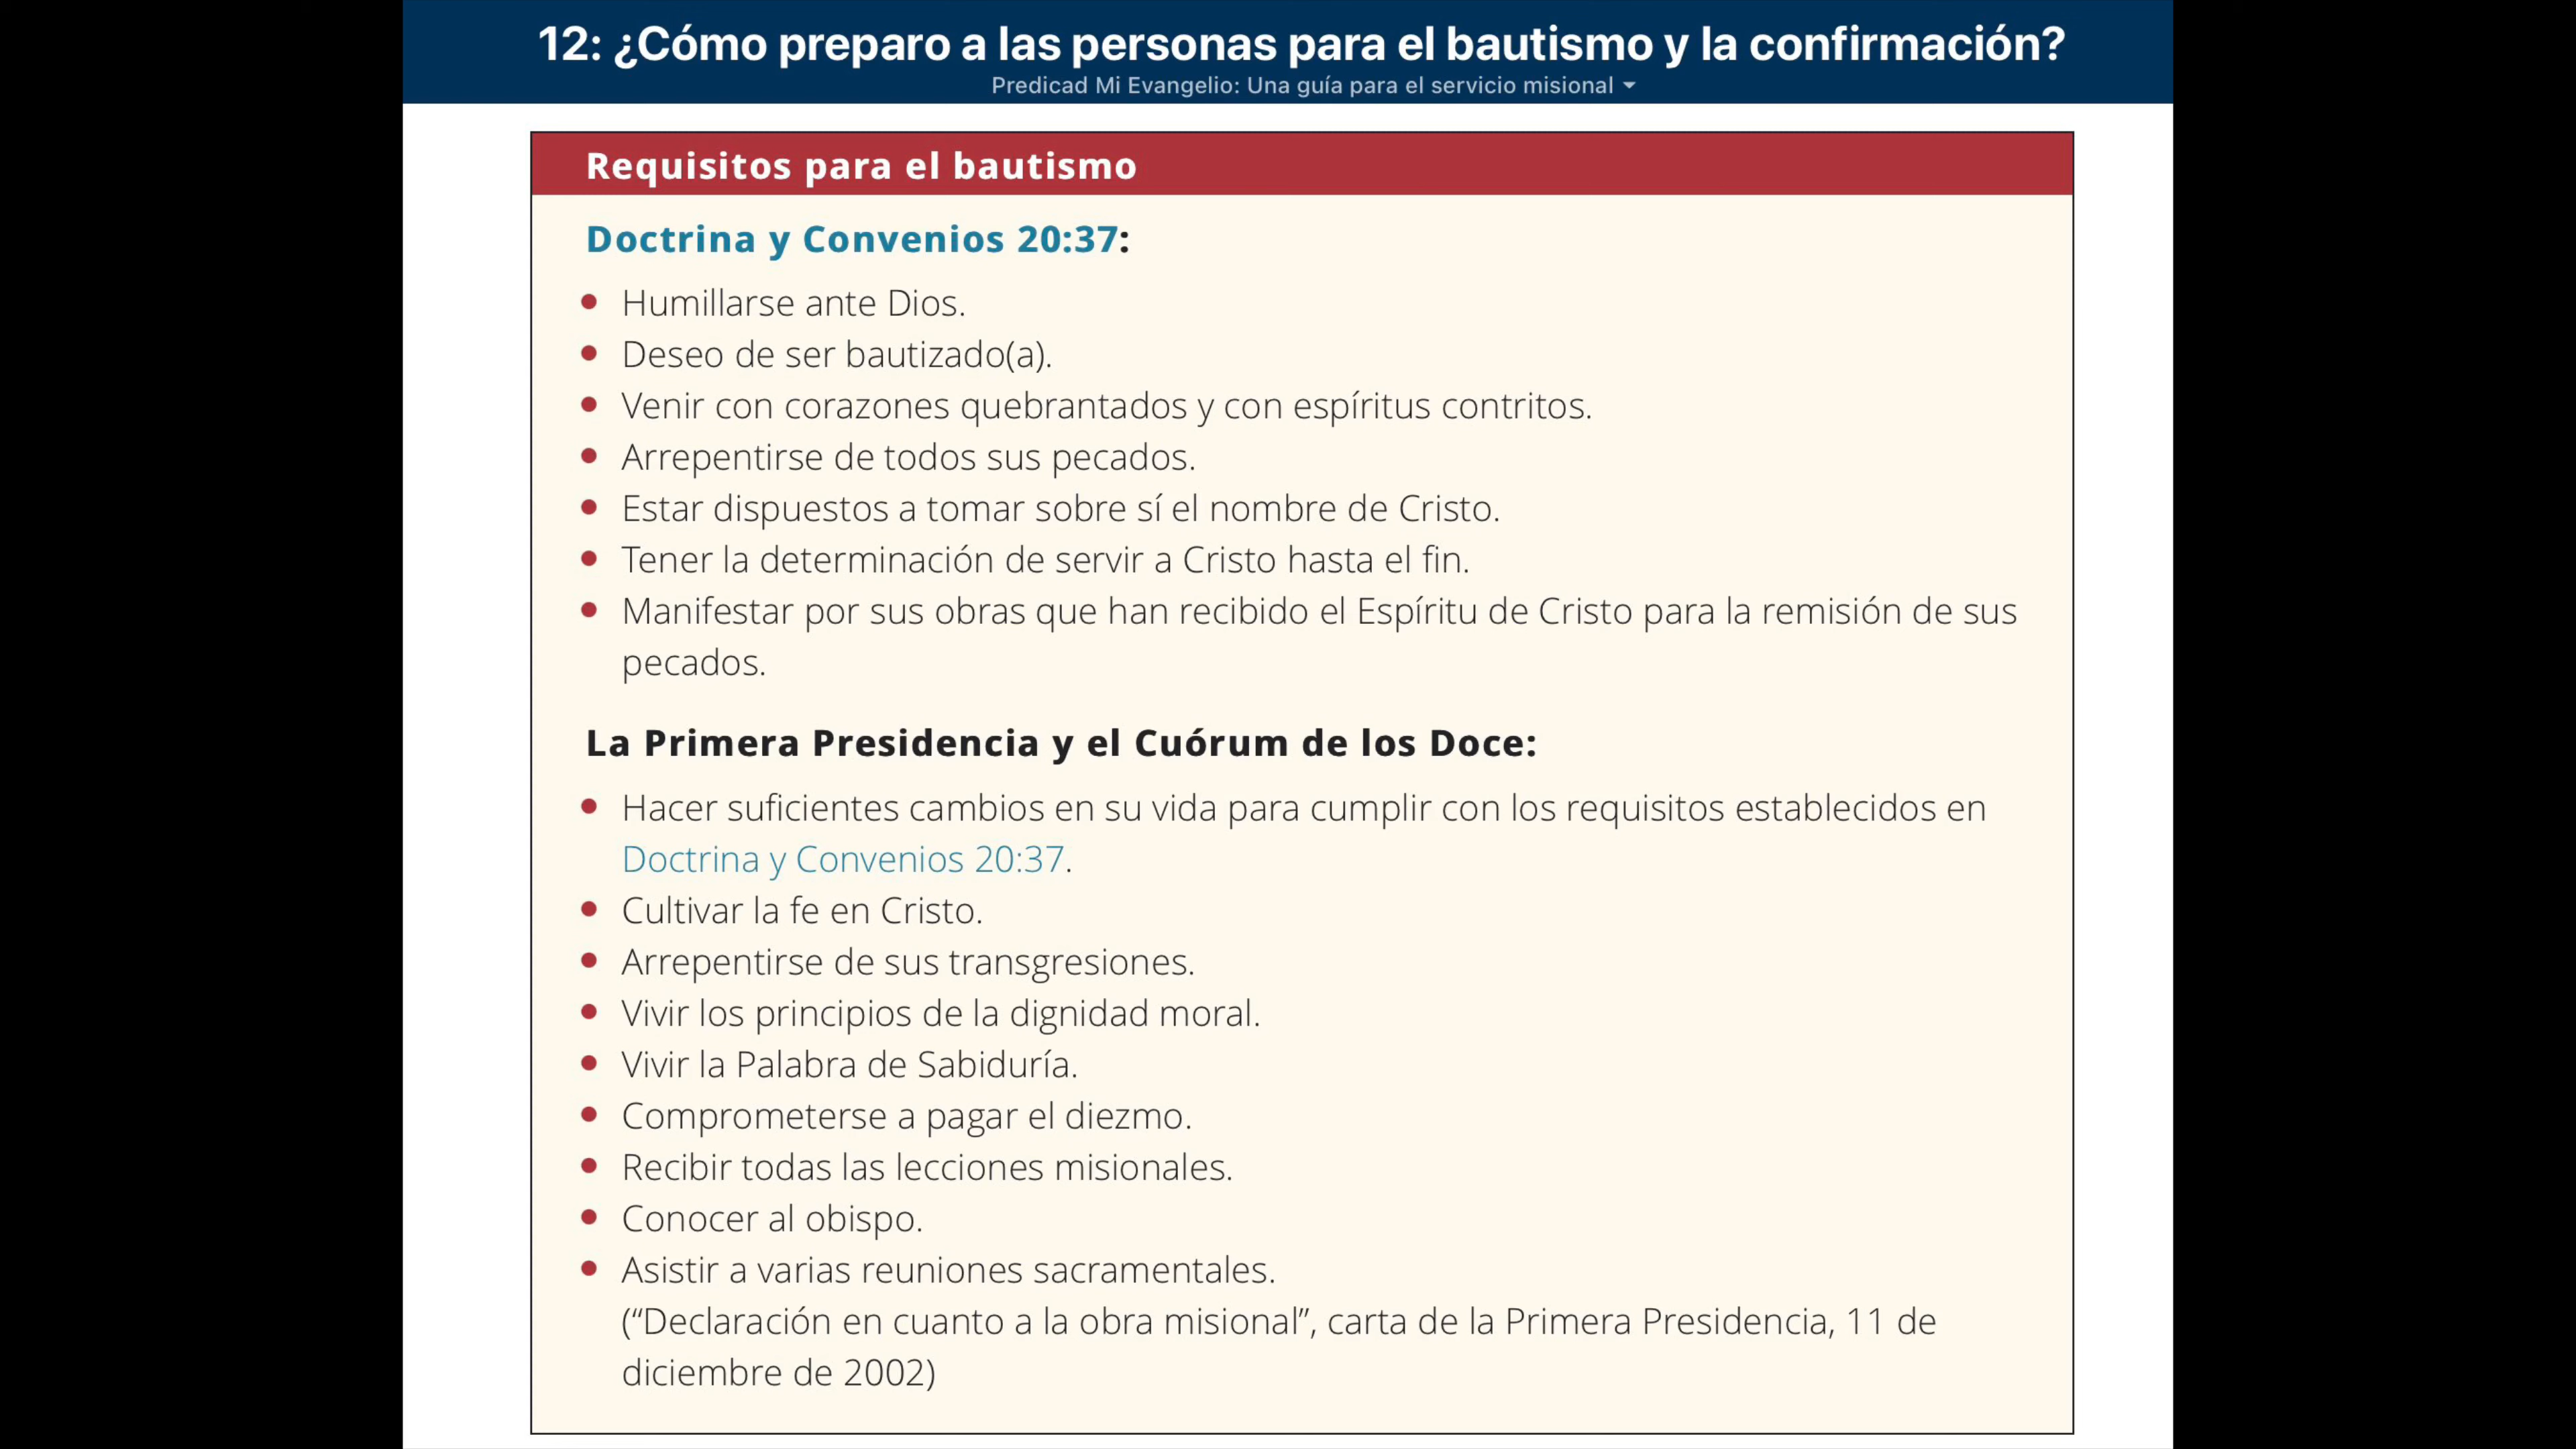 12: ¿Cómo preparo a las personas para el bautismo y la confirmación?
Predicad Mi Evangelio: Una guía para el servicio misional
Requisitos para el bautismo
Doctrina y Convenios 20:37:
Humillarse ante Dios.
Deseo de ser bautizado(a).
Venir con corazones quebrantados y con espíritus contritos.
Arrepentirse de todos sus pecados.
Estar dispuestos a tomar sobre sí el nombre de Cristo.
Tener la determinación de servir a Cristo hasta el fin.
Manifestar por sus obras que han recibido el Espíritu de Cristo para la remisión de sus
pecados.
La Primera Presidencia y el Cuórum de los Doce:
Hacer suficientes cambios en su vida para cumplir con los requisitos establecidos en
Doctrina y Convenios 20:37.
Cultivar la fe en Cristo.
Arrepentirse de sus transgresiones.
Vivir los principios de la dignidad moral.
Vivir la Palabra de Sabiduría.
Comprometerse a pagar el diezmo.
Recibir todas las lecciones misionales.
Conocer al obispo.
Asistir a varias reuniones sacramentales.
(“Declaración en cuanto a la obra misional”, carta de la Primera Presidencia, 11 de
diciembre de 2002)